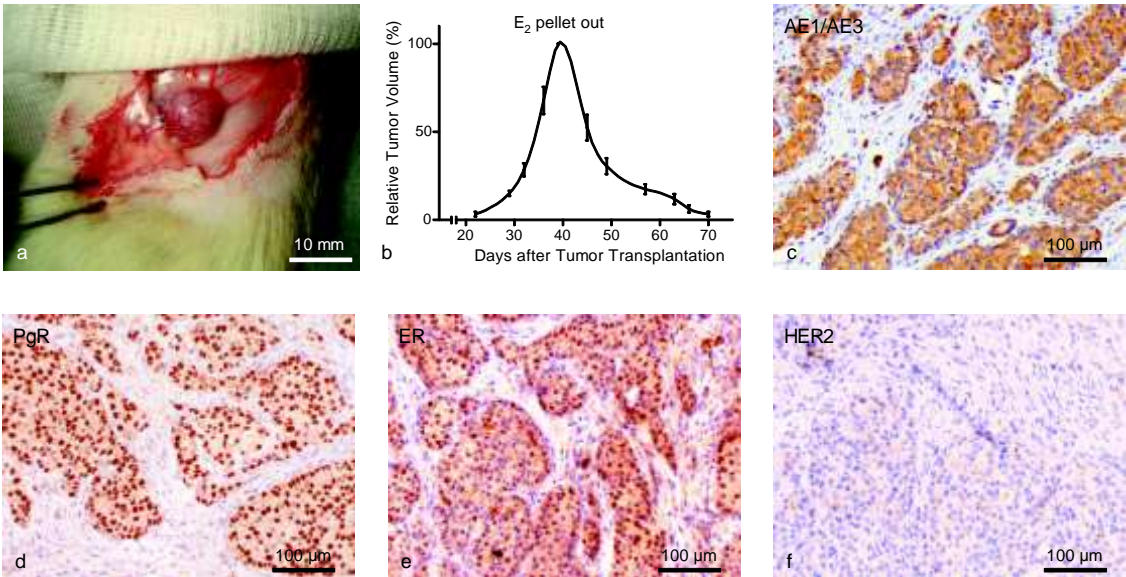 10 mm
a
E₂ pellet out
Relative Tumor Volume (%)
100
50
0
20 30 40 50 60 70
Days after Tumor Transplantation
b
AE1/AE3
100 µm
c
PgR
100 µm
d
ER
100 µm
e
HER2
100 µm
f